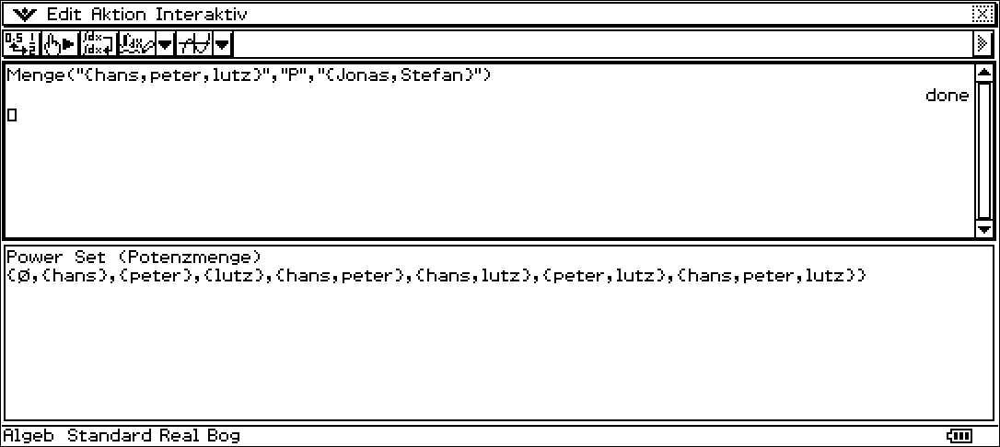 Edit Aktion Interaktiv
Menge("{hans,peter,lutz}","P","{Jonas,Stefan}")
done
Power Set (Potenzmenge)
{Ø,{hans},{peter},{lutz},{hans,peter},{hans,lutz},{peter,lutz},{hans,peter,lutz}}
Algeb Standard Real Bog